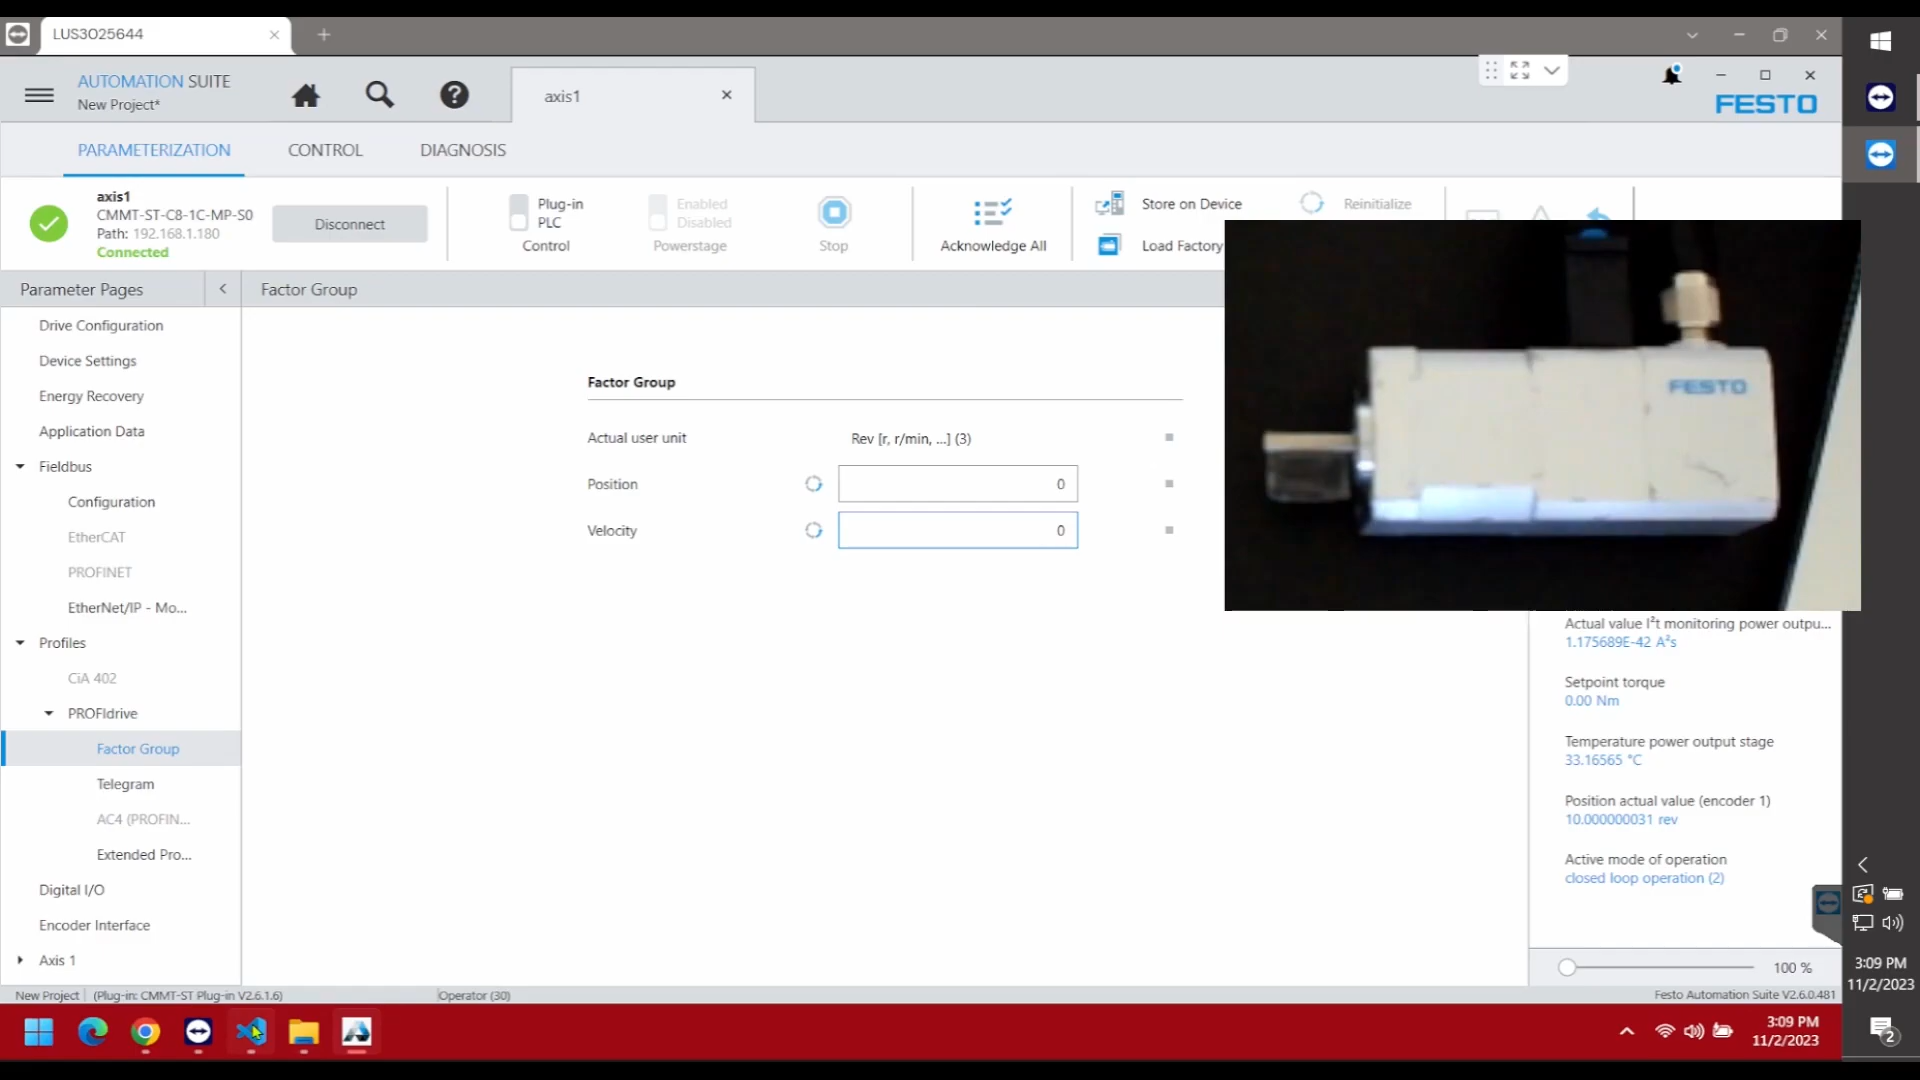 LUS3O25644
AUTOMATION SUITE
New Project*
axis1
FESTO
PARAMETERIZATION
CONTROL
DIAGNOSIS
axis1
CMMT-ST-C8-1C-MP-S0
Path: 192.168.1.180
Connected
Disconnect
Plug-in
PLC
Control
Enabled
Disabled
Powerstage
Stop
Acknowledge All
Store on Device
Load Factory
Reinitialize
Parameter Pages
Factor Group
Drive Configuration
Device Settings
Energy Recovery
Application Data
Fieldbus
Configuration
EtherCAT
PROFINET
EtherNet/IP - Mo...
Profiles
CiA 402
PROFIdrive
Factor Group
Telegram
AC4 (PROFIN...
Extended Pro...
Digital I/O
Encoder Interface
Axis 1
Factor Group
Actual user unit
Rev [r, r/min, ...] (3)
Position
0
Velocity
0
FESTO
Actual value I²t monitoring power outpu...
1.175689E-42 A²s
Setpoint torque
0.00 Nm
Temperature power output stage
33.16565 °C
Position actual value (encoder 1)
10.000000031 rev
Active mode of operation
closed loop operation (2)
100 %
New Project
(Plug-in: CMMT-ST Plug-in V2.6.1.6)
Operator (30)
Festo Automation Suite V2.6.0.481
3:09 PM
11/2/2023
3:09 PM
11/2/2023
2